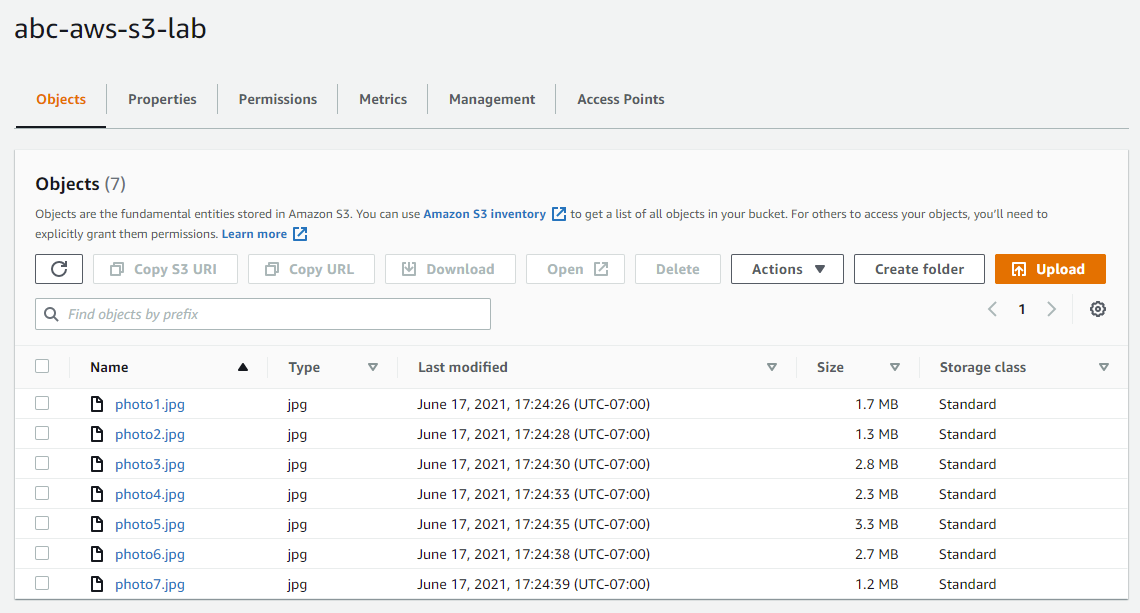 abc-aws-s3-lab
Objects Properties Permissions Metrics Management Access Points
Objects (7)
Objects are the fundamental entities stored in Amazon S3. You can use Amazon S3 inventory to get a list of all objects in your bucket. For others to access your objects, you'll need to
explicitly grant them permissions. Learn more
Copy S3 URI Copy URL Download Open Delete Actions Create folder Upload
Find objects by prefix 1
Name Type Last modified Size Storage class
photo1.jpg jpg June 17, 2021, 17:24:26 (UTC-07:00) 1.7 MB Standard
photo2.jpg jpg June 17, 2021, 17:24:28 (UTC-07:00) 1.3 MB Standard
photo3.jpg jpg June 17, 2021, 17:24:30 (UTC-07:00) 2.8 MB Standard
photo4.jpg jpg June 17, 2021, 17:24:33 (UTC-07:00) 2.3 MB Standard
photo5.jpg jpg June 17, 2021, 17:24:35 (UTC-07:00) 3.3 MB Standard
photo6.jpg jpg June 17, 2021, 17:24:38 (UTC-07:00) 2.7 MB Standard
photo7.jpg jpg June 17, 2021, 17:24:39 (UTC-07:00) 1.2 MB Standard